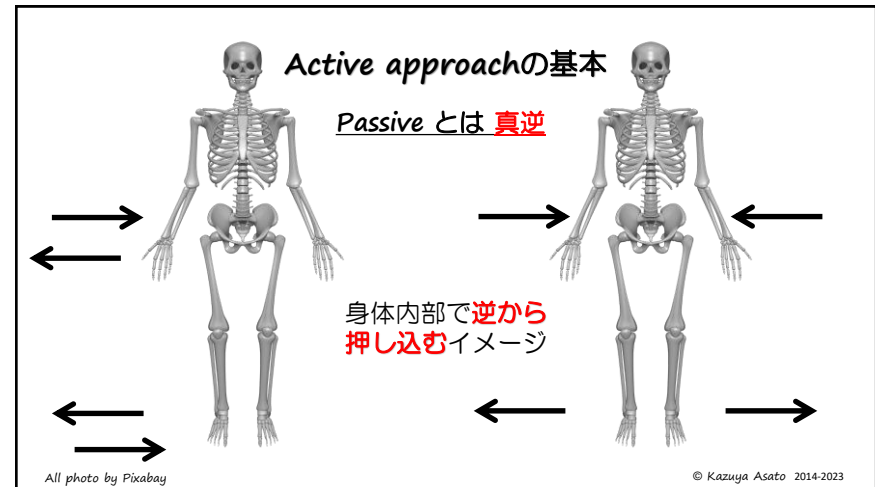 Active approachの基本
Passive とは 真逆
身体内部で逆から
押し込むイメージ
All photo by Pixabay
© Kazuya Asato 2014-2023